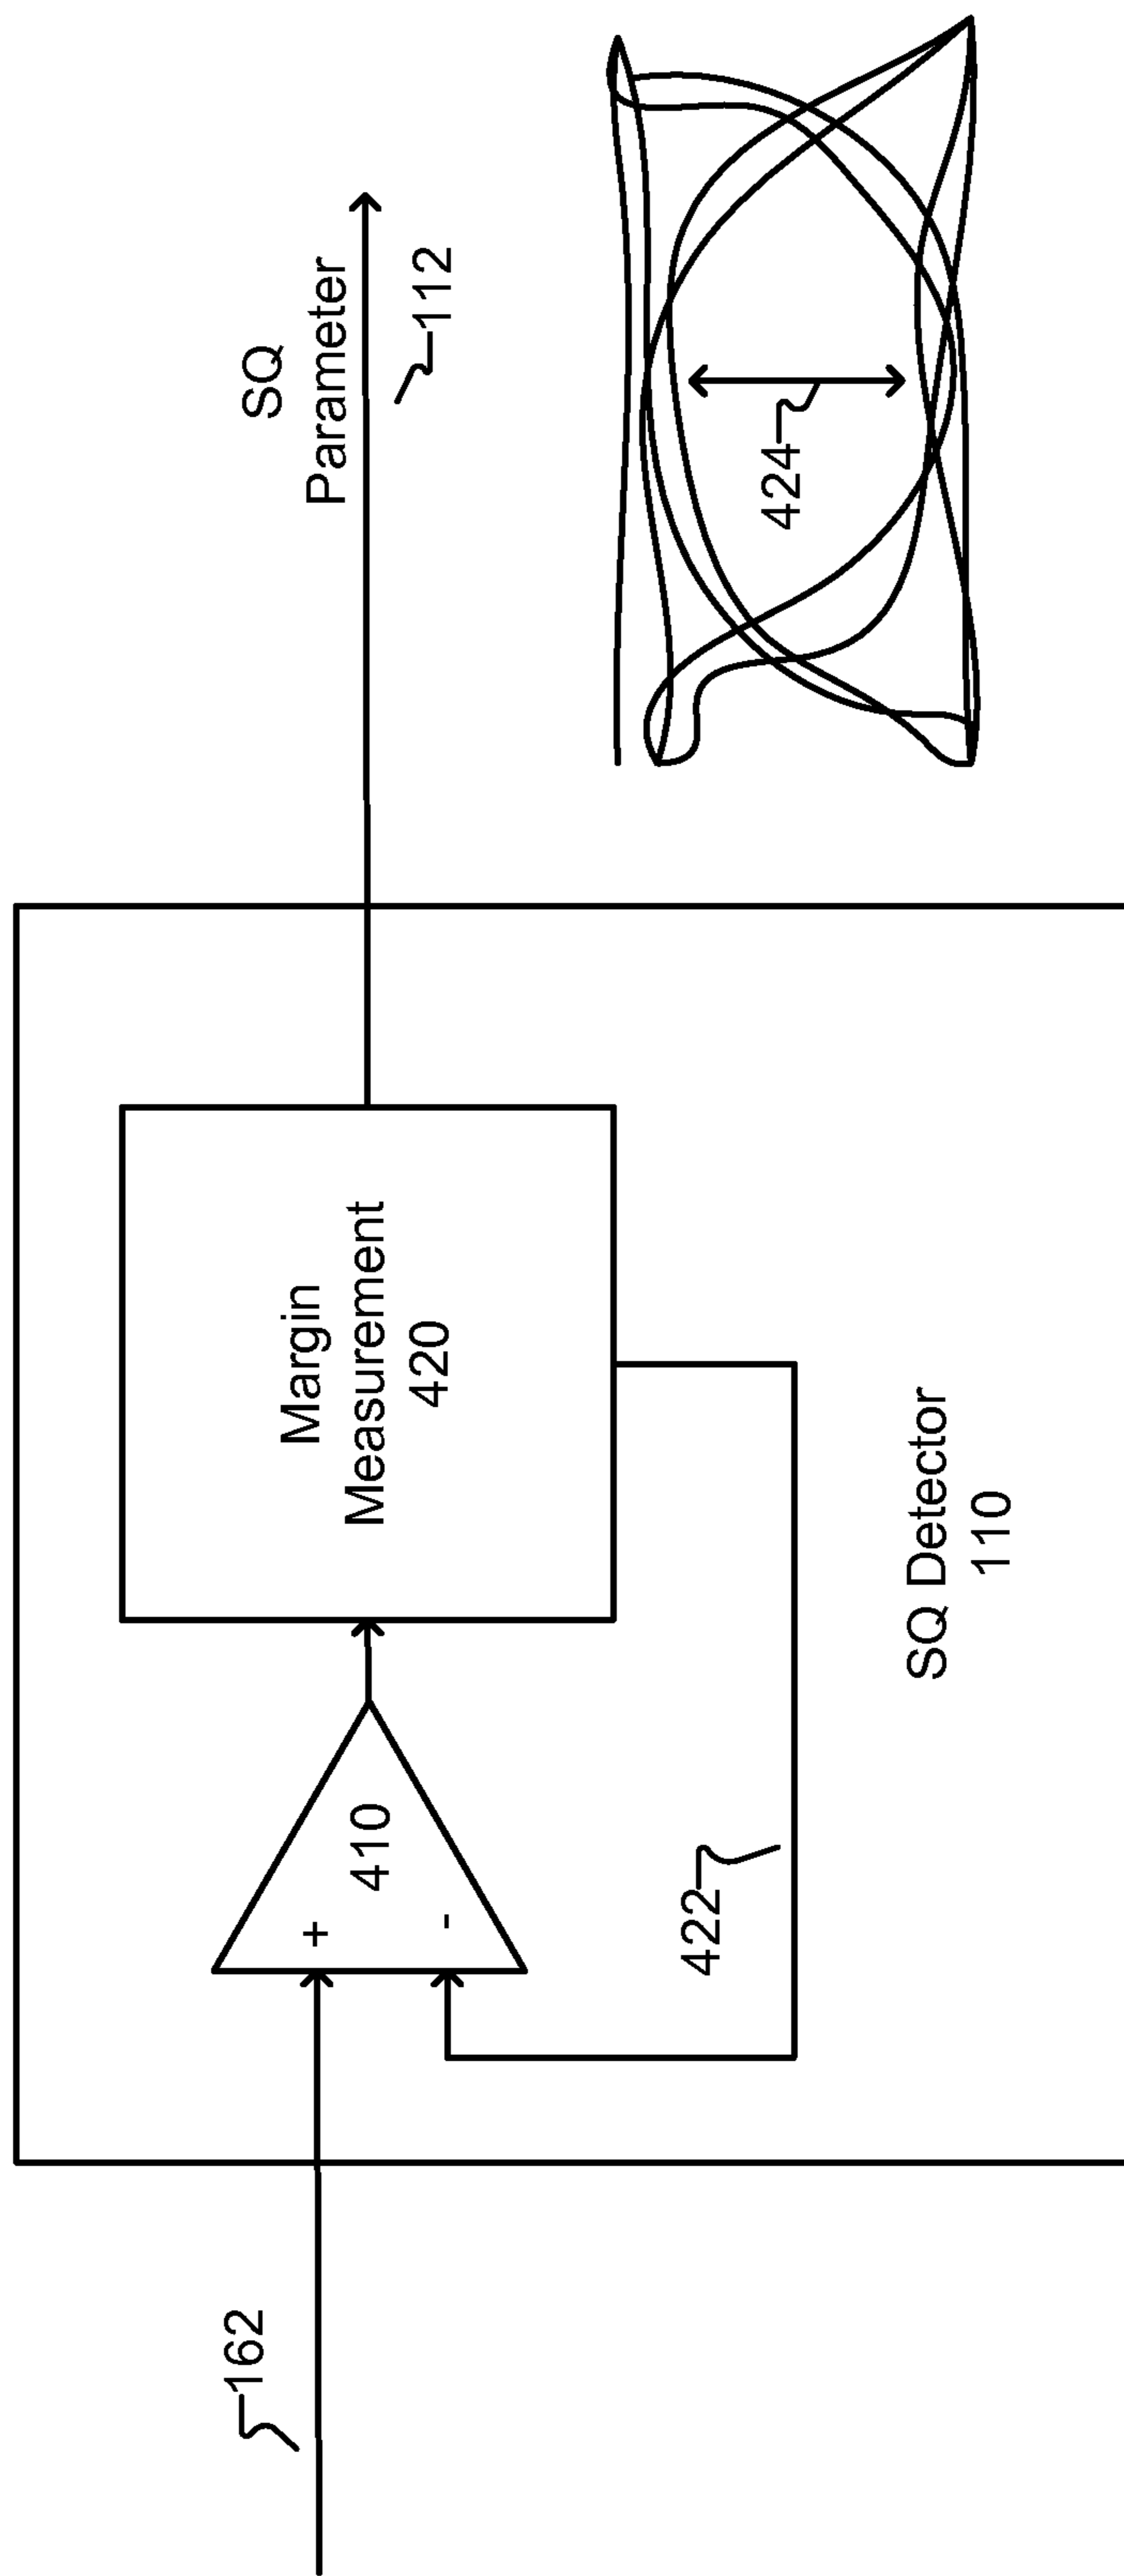 162
+
-
410
422
Margin
Measurement
420
SQ Detector
110
SQ
Parameter
112
424